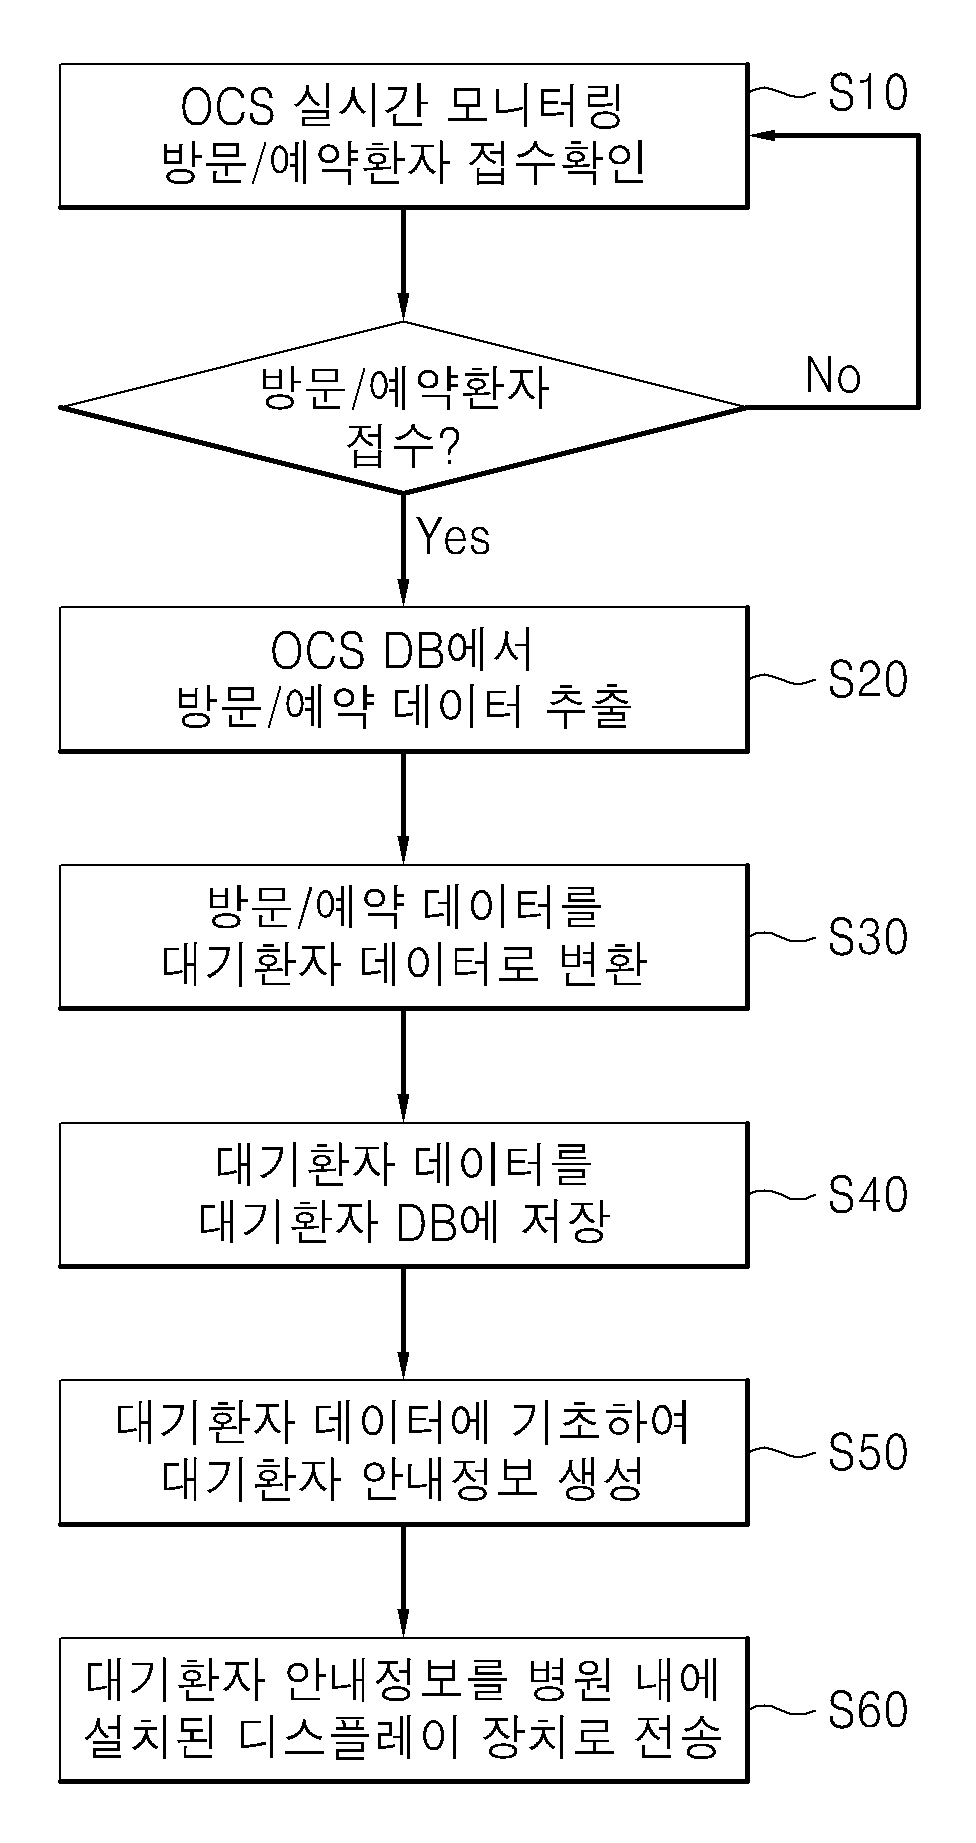 OCS 실시간 모니터링
방문/예약환자 접수확인
S10
방문/예약환자
접수?
No
Yes
OCS DB에서
방문/예약 데이터 추출
S20
방문/예약 데이터를
대기환자 데이터로 변환
S30
대기환자 데이터를
대기환자 DB에 저장
S40
대기환자 데이터에 기초하여
대기환자 안내정보 생성
S50
대기환자 안내정보를 병원 내에
설치된 디스플레이 장치로 전송
S60